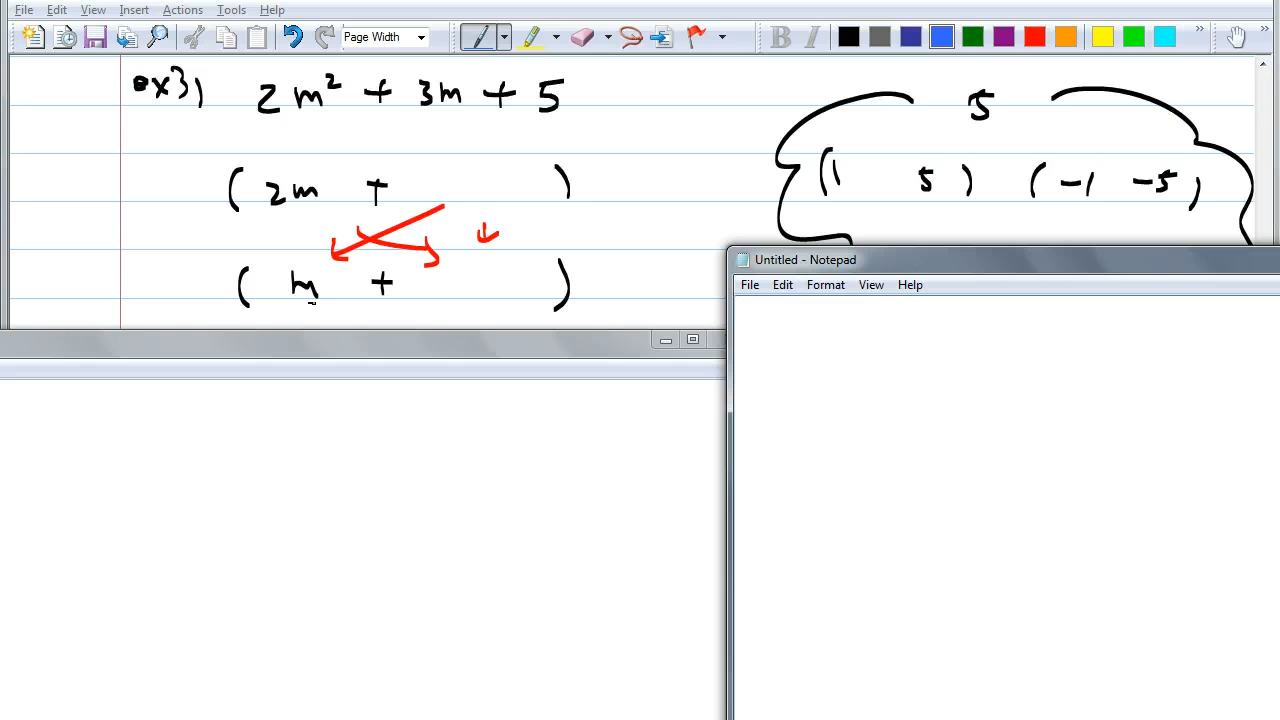 File Edit View Insert Actions Tools Help
Page Width
B I
ex3) 2m² + 3m + 5
5
(2m + )
(1 5) (-1 -5)
(m + )
Untitled - Notepad
File Edit Format View Help